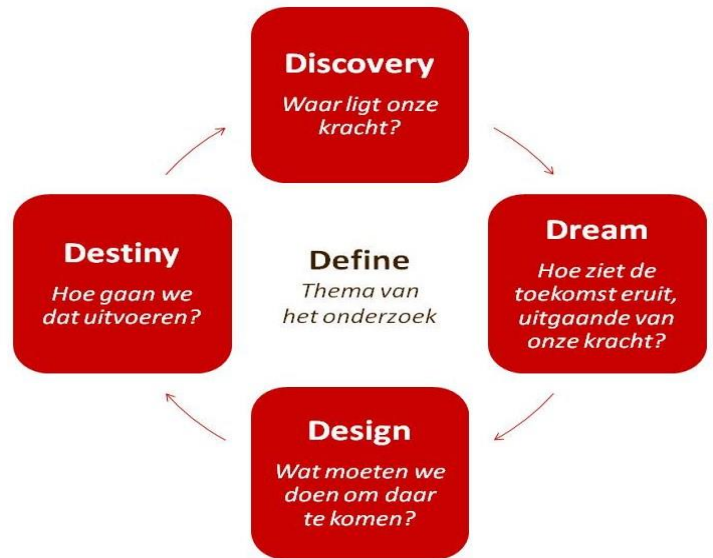 Discovery
Waar ligt onze
kracht?
Dream
Hoe ziet de
toekomst eruit,
uitgaande van
onze kracht?
Design
Wat moeten we
doen om daar
te komen?
Destiny
Hoe gaan we
dat uitvoeren?
Define
Thema van
het onderzoek